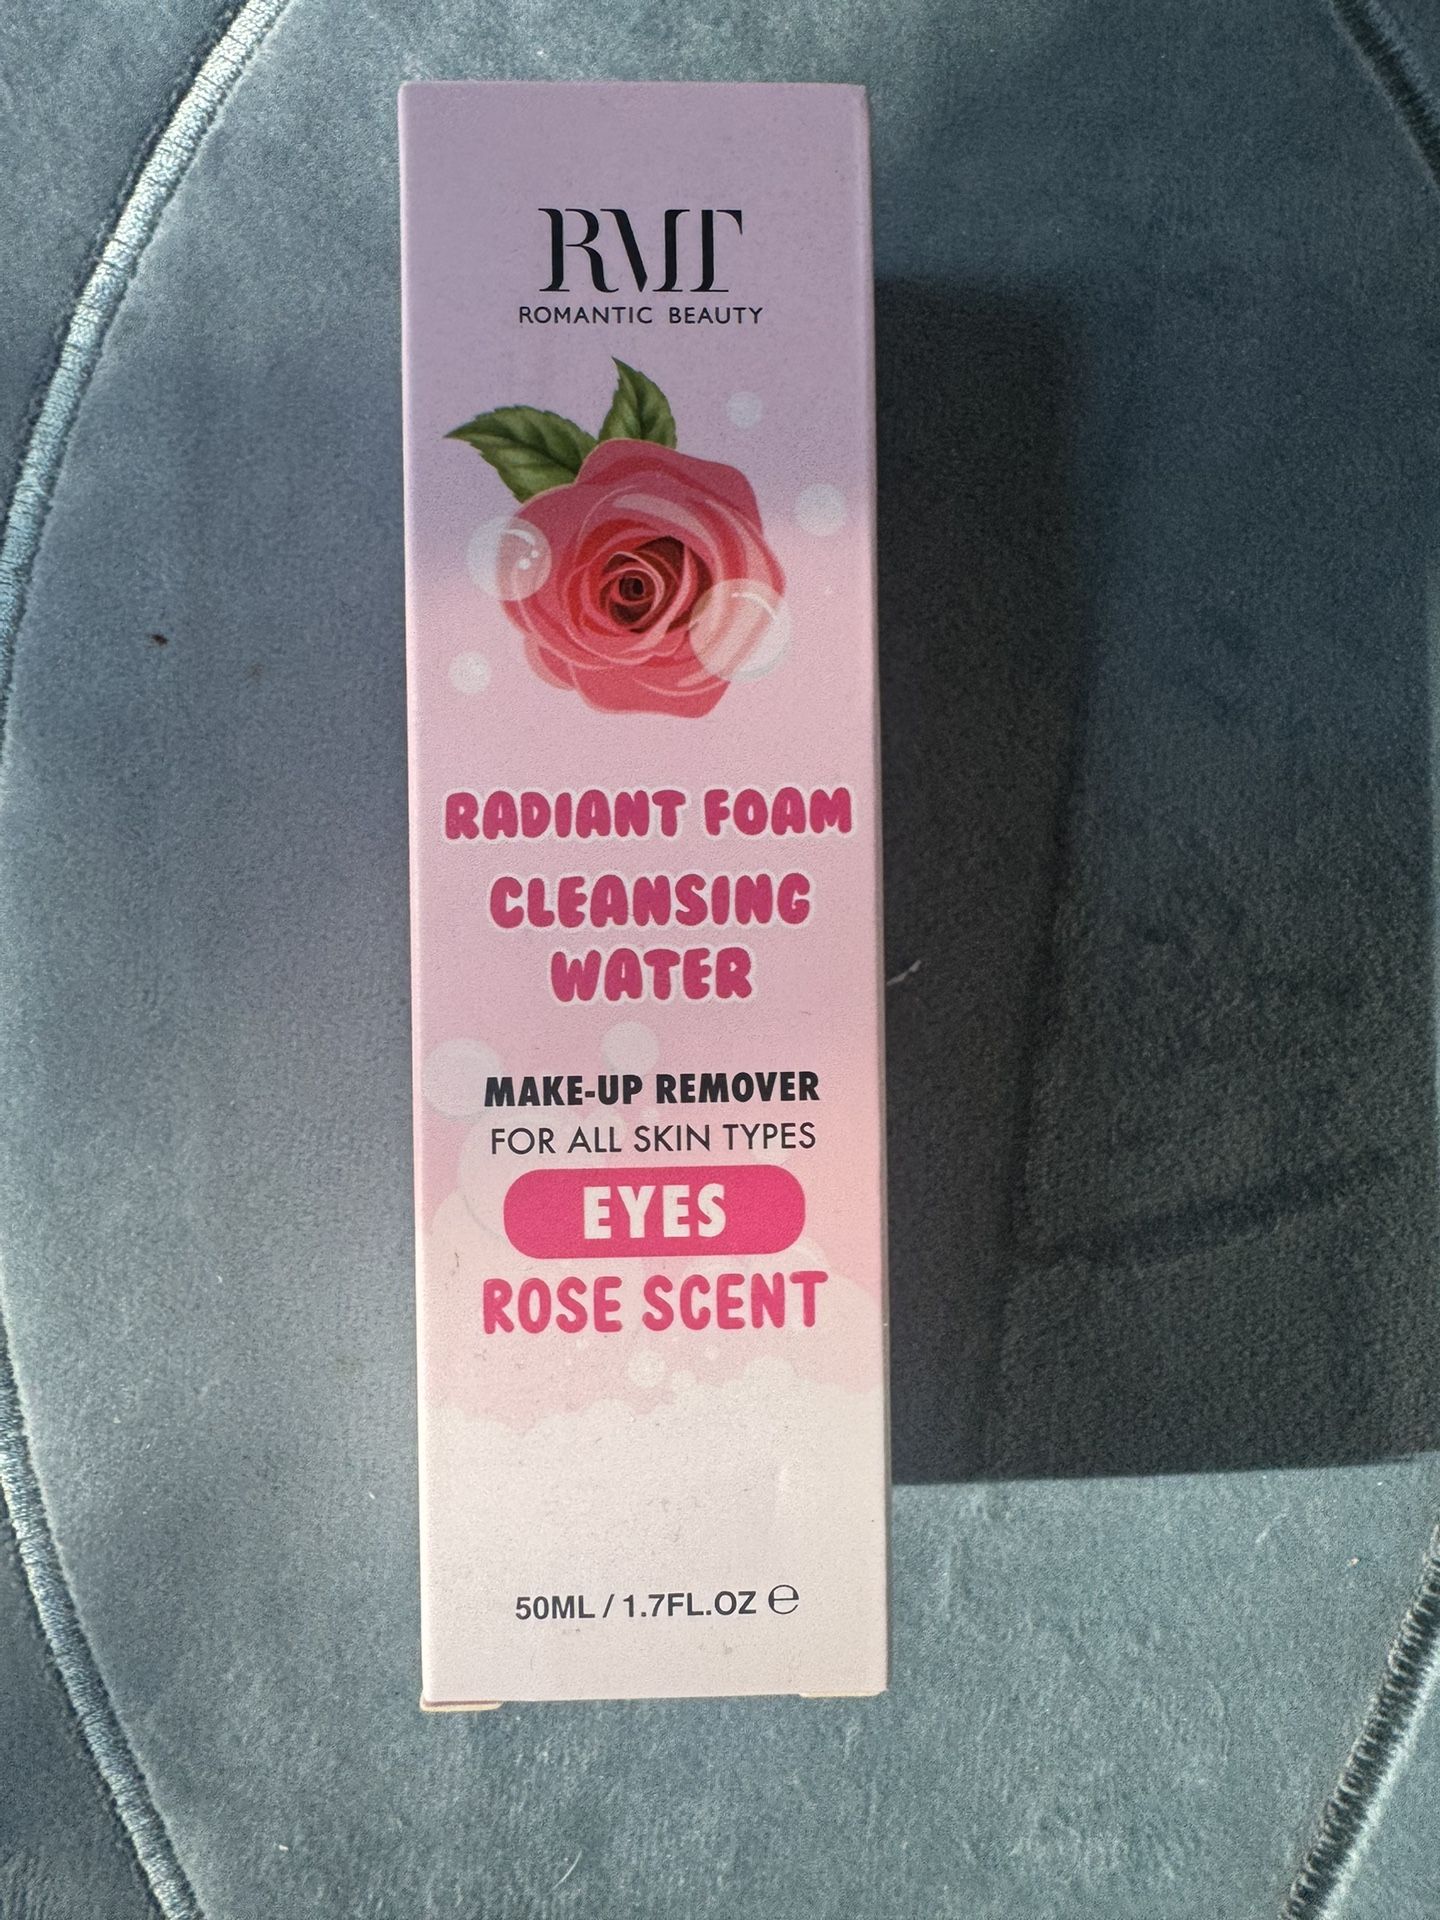 RMT
ROMANTIC BEAUTY
RADIANT FOAM
CLEANSING
WATER
MAKE-UP REMOVER
FOR ALL SKIN TYPES
EYES
ROSE SCENT
50ML / 1.7FL.OZ ℮